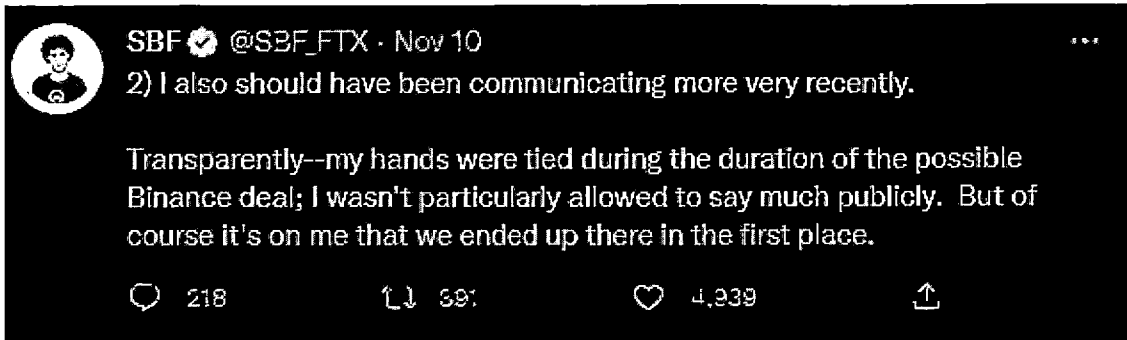 SBF @SBF_FTX · Nov 10
2) I also should have been communicating more very recently.
Transparently--my hands were tied during the duration of the possible
Binance deal; I wasn't particularly allowed to say much publicly.  But of
course it's on me that we ended up there in the first place.
218 4,939